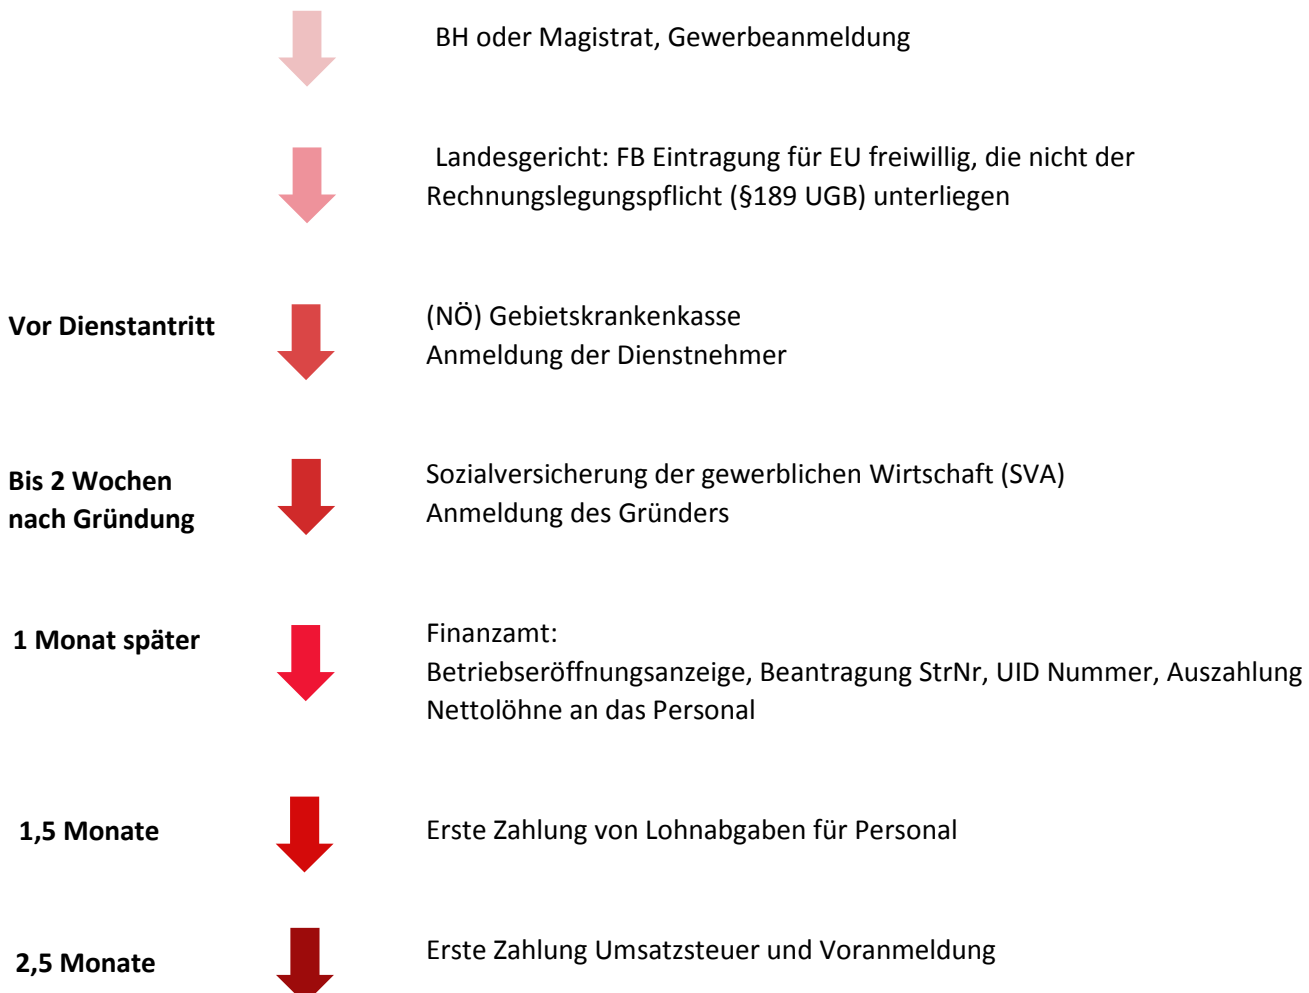 BH oder Magistrat, Gewerbeanmeldung
Landesgericht: FB Eintragung für EU freiwillig, die nicht der
Rechnungslegungspflicht (§189 UGB) unterliegen
Vor Dienstantritt
(NÖ) Gebietskrankenkasse
Anmeldung der Dienstnehmer
Bis 2 Wochen
nach Gründung
Sozialversicherung der gewerblichen Wirtschaft (SVA)
Anmeldung des Gründers
1 Monat später
Finanzamt:
Betriebseröffnungsanzeige, Beantragung StrNr, UID Nummer, Auszahlung
Nettolöhne an das Personal
1,5 Monate
Erste Zahlung von Lohnabgaben für Personal
2,5 Monate
Erste Zahlung Umsatzsteuer und Voranmeldung